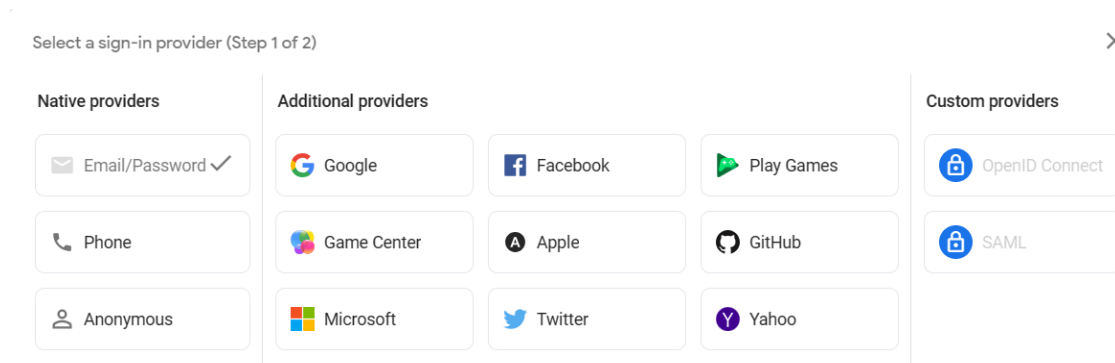 Select a sign-in provider (Step 1 of 2)
Native providers
Email/Password
Phone
Anonymous
Additional providers
Google
Facebook
Play Games
Game Center
Apple
GitHub
Microsoft
Twitter
Yahoo
Custom providers
OpenID Connect
SAML